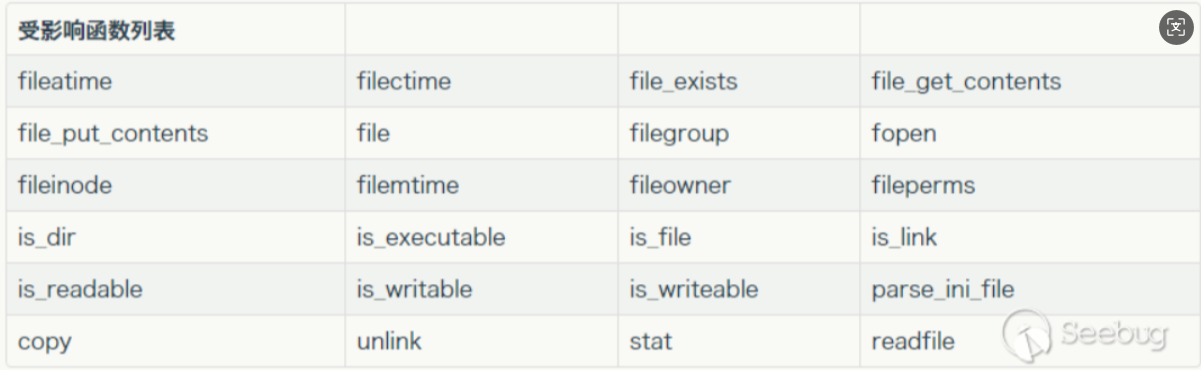 受影响函数列表
fileatime filectime file_exists file_get_contents
file_put_contents file filegroup fopen
fileinode filemtime fileowner fileperms
is_dir is_executable is_file is_link
is_readable is_writable is_writeable parse_ini_file
copy unlink stat readfile
Seebug